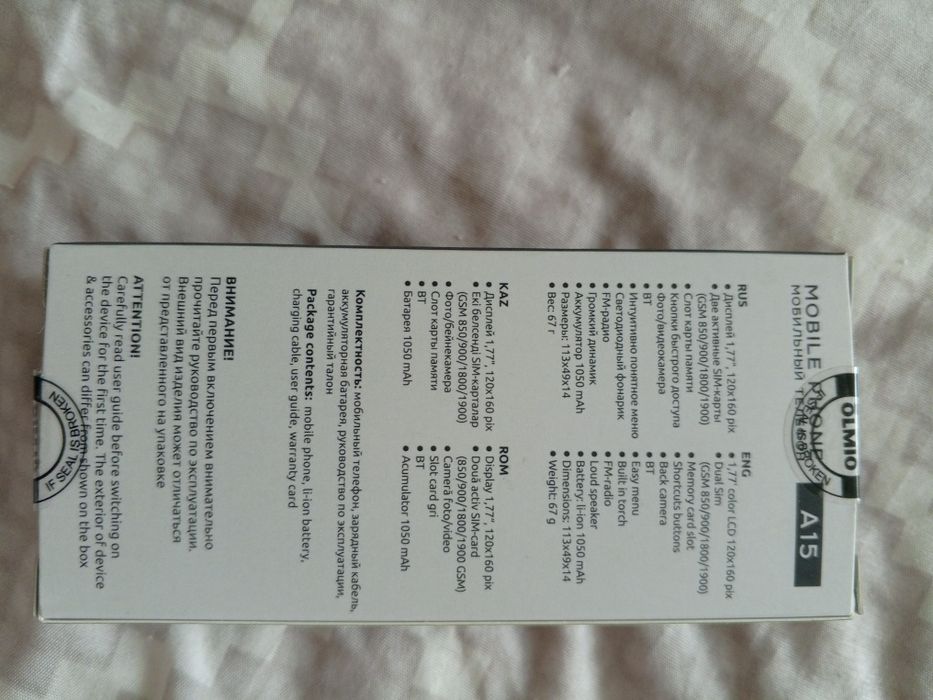 OLMIO A15
MOBILE PHONE
МОБИЛЬНЫЙ ТЕЛЕФОН
RUS
• Дисплей 1,77", 120x160 pix
• Две активные SIM-карты
(GSM 850/900/1800/1900)
• Слот карты памяти
• Кнопки быстрого доступа
• Фото/видеокамера
• BT
• Интуитивно понятное меню
• Светодиодный фонарик
• FM-радио
• Громкий динамик
• Аккумулятор 1050 mAh
• Размеры: 113x49x14
• Вес: 67 г
ENG
• 1,77" color LCD 120x160 pix
• Dual Sim
(GSM 850/900/1800/1900)
• Memory card slot
• Shortcuts buttons
• Back camera
• BT
• Easy menu
• Built in torch
• FM-radio
• Loud speaker
• Battery: li-ion 1050 mAh
• Dimensions: 113x49x14
• Weight: 67 g
KAZ
• Дисплей 1,77", 120x160 pix
• Екі белсенді SIM-карталар
(GSM 850/900/1800/1900)
• Фото/бейнекамера
• Слот карты памяти
• BT
• Батарея 1050 mAh
ROM
• Display 1,77", 120x160 pix
• Două activ SIM-card
(850/900/1800/1900 GSM)
• Cameră foto/video
• Slot card gri
• BT
• Acumulator 1050 mAh
Комплектность: мобильный телефон, зарядный кабель,
аккумуляторная батарея, руководство по эксплуатации,
гарантийный талон
Package contents: mobile phone, li-ion battery,
charging cable, user guide, warranty card
ВНИМАНИЕ!
Перед первым включением внимательно
прочитайте руководство по эксплуатации.
Внешний вид изделия может отличаться
от представленного на упаковке
ATTENTION!
Carefully read user guide before switching on
the device for the first time. The exterior of device
& accessories can differ from shown on the box
IF SEAL IS BROKEN
BROKEN